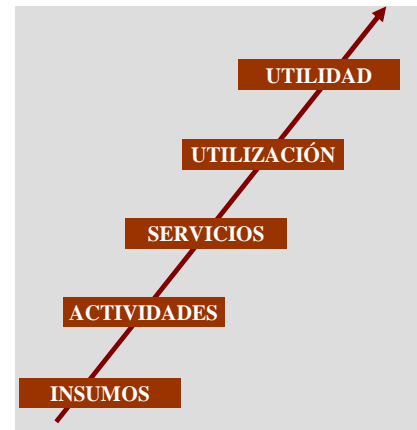 UTILIDAD
UTILIZACIÓN
SERVICIOS
ACTIVIDADES
INSUMOS